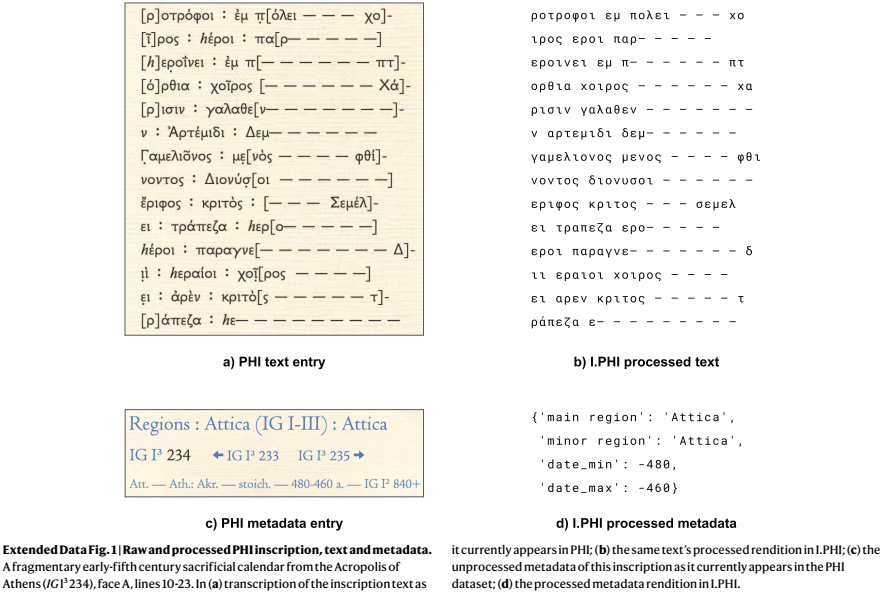 [ρ]οτρόφοι : ἐμ π̣[όλει — — — χο]-
[ῖ]ρος : hέροι : πα[ρ— — — — —]
[h]εροΐνει : ἐμ π[— — — — — — πτ]-
[ὀ]ρθια : χοῖρος [— — — — — — Χά]-
[ρ]ισιν : γαλαθε[ν— — — — — — —]-
ν : Ἀρτέμιδι : Δεμ— — — — — —
Γ̣αμελιο̃νος : με̣[νὸς — — — — φθί]-
νοντος : Διονύσ̣[οι — — — — — —]
ἔριφος : κριτὸς : [— — — Σεμέλ]-
ει : τράπεζα : hερ[ο— — — — —]
hέροι : παραγνε[— — — — — — — Δ]-
ιὶ : hεραίοι : χοῖ̣[ρος — — — —]
ε̣ι : ἀρὲν : κριτὸ[ς — — — — — τ]-
[ρ]άπεζα : hε— — — — — — — — —
a) PHI text entry
ροτροφοι εμ πολει - - - χο
ιρος εροι παρ- - - - -
εροινει εμ π- - - - - - πτ
ορθια χοιρος - - - - - - χα
ρισιν γαλαθεν - - - - - - -
ν αρτεμιδι δεμ- - - - - -
γαμελιονος μενος - - - - φθι
νοντος διονυσοι - - - - - -
εριφος κριτος - - - σεμελ
ει τραπεζα ερο- - - - -
εροι παραγνε- - - - - - - δ
ιι εραιοι χοιρος - - - -
ει αρεν κριτος - - - - - τ
ράπεζα ε- - - - - - - - -
b) I.PHI processed text
Regions : Attica (IG I-III) : Attica
IG I³ 234 ← IG I³ 233 IG I³ 235 →
Att. — Ath.: Akr. — stoich. — 480-460 a. — IG I² 840+
c) PHI metadata entry
{'main region': 'Attica',
'minor region': 'Attica',
'date_min': -480,
'date_max': -460}
d) I.PHI processed metadata
Extended Data Fig. 1 | Raw and processed PHI inscription, text and metadata.
A fragmentary early-fifth century sacrificial calendar from the Acropolis of
Athens (IG I³ 234), face A, lines 10-23. In (a) transcription of the inscription text as
it currently appears in PHI; (b) the same text's processed rendition in I.PHI; (c) the
unprocessed metadata of this inscription as it currently appears in the PHI
dataset; (d) the processed metadata rendition in I.PHI.